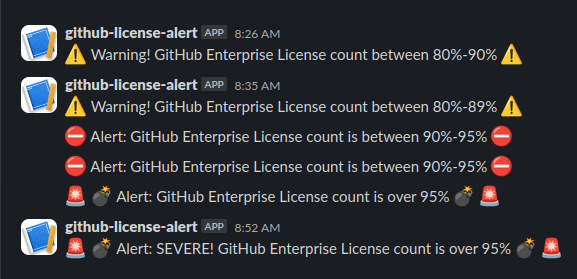 github-license-alert APP 8:26 AM
⚠️ Warning! GitHub Enterprise License count between 80%-90% ⚠️
github-license-alert APP 8:35 AM
⚠️ Warning! GitHub Enterprise License count between 80%-89% ⚠️
⛔ Alert: GitHub Enterprise License count is between 90%-95% ⛔
⛔ Alert: GitHub Enterprise License count is between 90%-95% ⛔
🚨 💣 Alert: GitHub Enterprise License count is over 95% 💣 🚨
github-license-alert APP 8:52 AM
🚨 💣 Alert: SEVERE! GitHub Enterprise License count is over 95% 💣 🚨